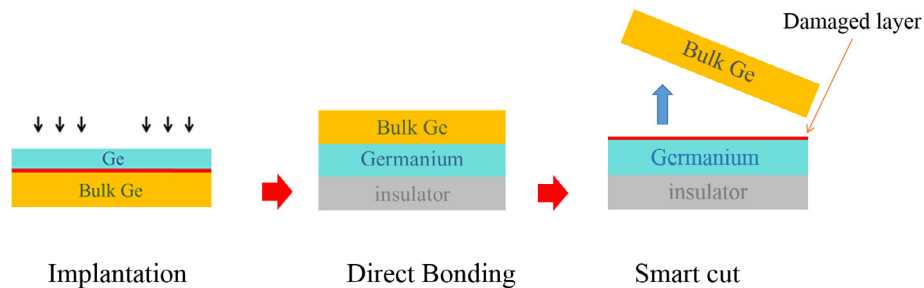 Damaged layer
Bulk Ge
Ge
Bulk Ge
Bulk Ge
Germanium
insulator
Germanium
insulator
Implantation
Direct Bonding
Smart cut